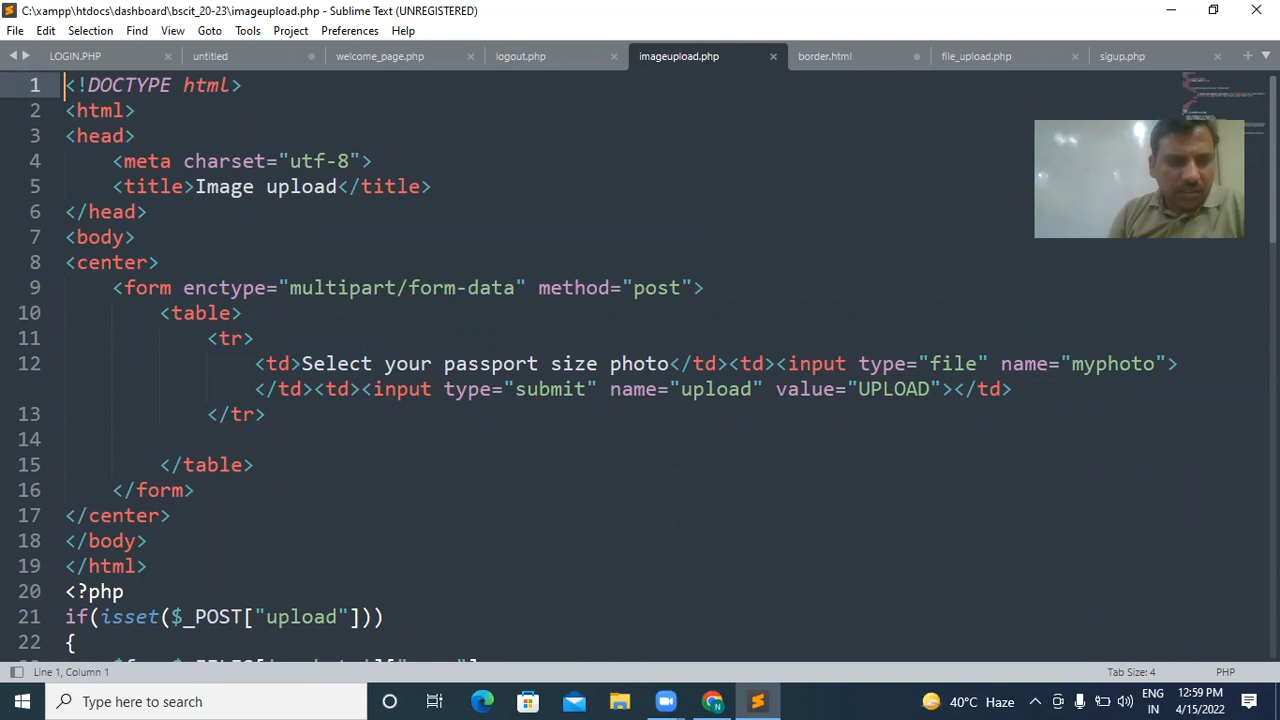 C:\xampp\htdocs\dashboard\bscit_20-23\imageupload.php - Sublime Text (UNREGISTERED)
File Edit Selection Find View Goto Tools Project Preferences Help
LOGIN.PHP untitled welcome_page.php logout.php imageupload.php border.html file_upload.php sigup.php
1 <!DOCTYPE html>
2 <html>
3 <head>
4 <meta charset="utf-8">
5 <title>Image upload</title>
6 </head>
7 <body>
8 <center>
9 <form enctype="multipart/form-data" method="post">
10 <table>
11 <tr>
12 <td>Select your passport size photo</td><td><input type="file" name="myphoto">
</td><td><input type="submit" name="upload" value="UPLOAD"></td>
13 </tr>
14
15 </table>
16 </form>
17 </center>
18 </body>
19 </html>
20 <?php
21 if(isset($_POST["upload"]))
22 {
Line 1, Column 1 Tab Size: 4 PHP
Type here to search 40°C Haze ENG IN 12:59 PM 4/15/2022